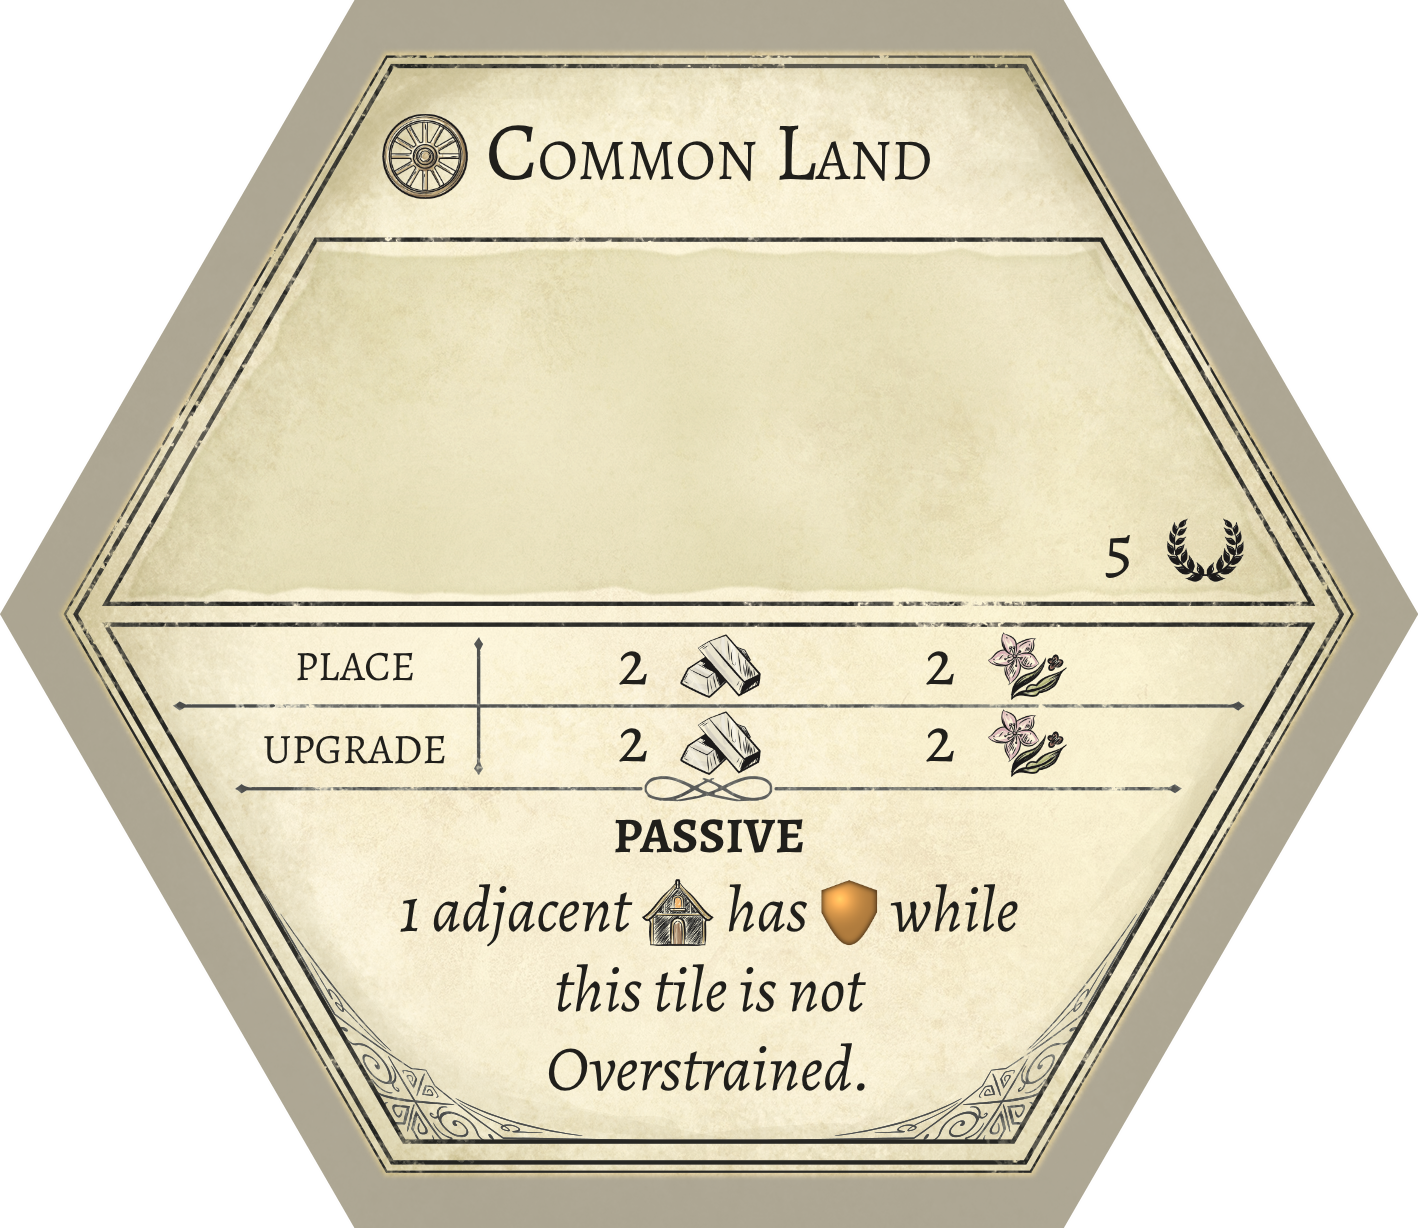 Common Land
5
PLACE 2 2
UPGRADE 2 2
PASSIVE
1 adjacent has while
this tile is not
Overstrained.